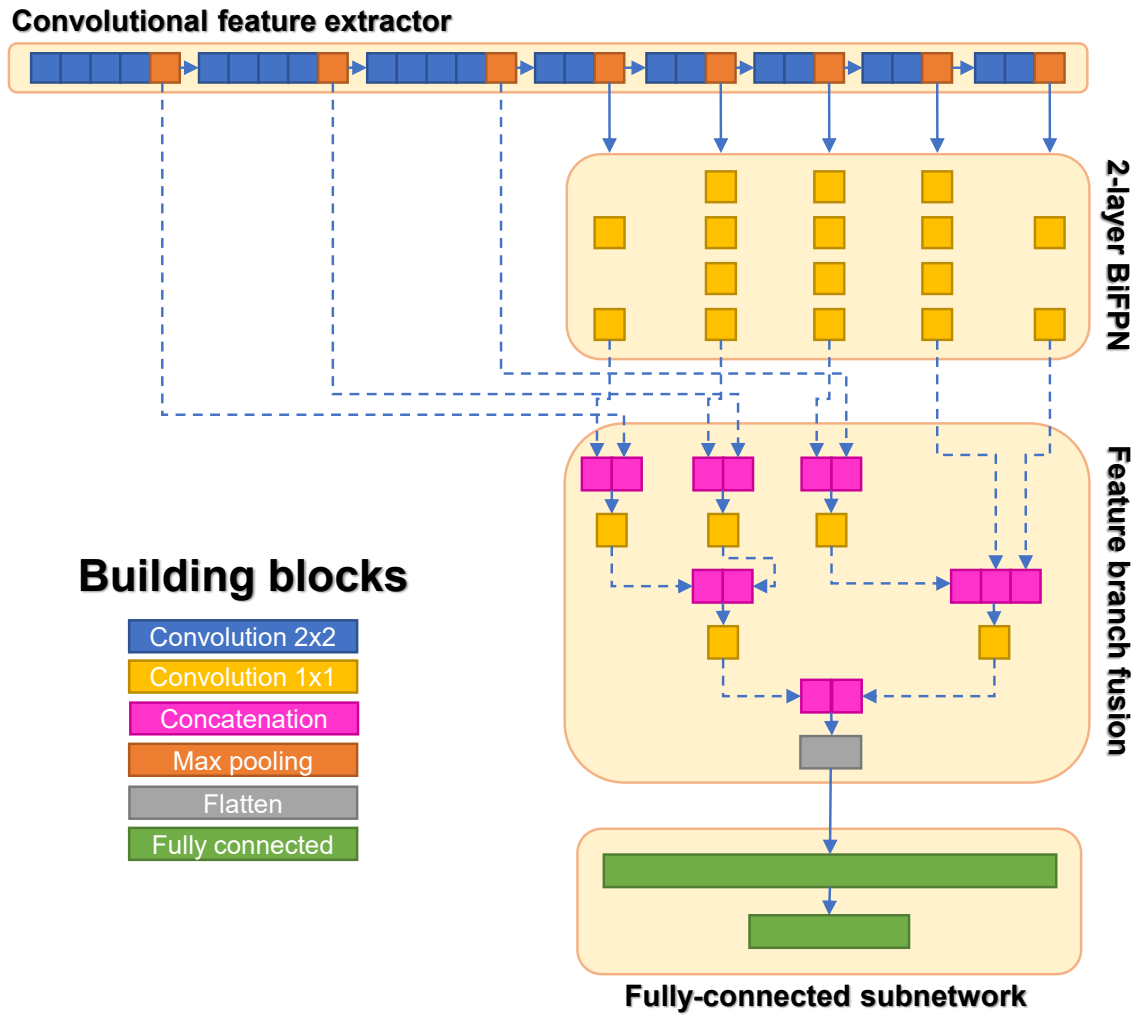 Convolutional feature extractor
2-layer BiFPN
Feature branch fusion
Building blocks
Convolution 2x2
Convolution 1x1
Concatenation
Max pooling
Flatten
Fully connected
Fully-connected subnetwork